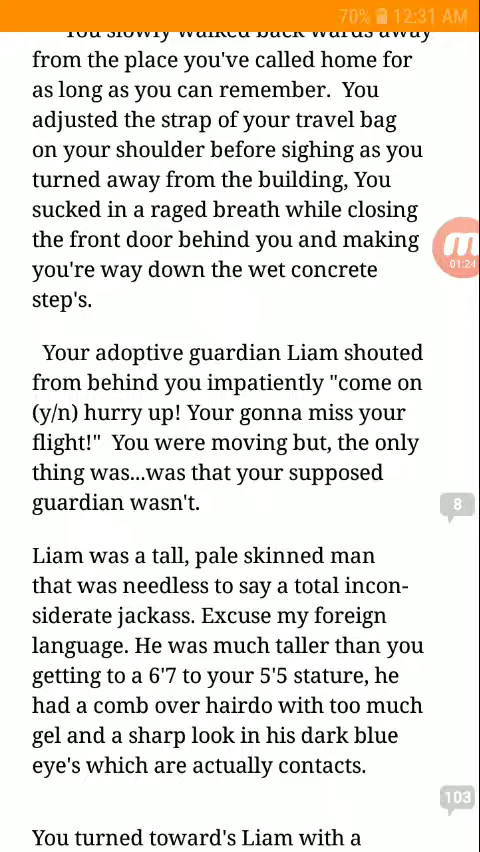 70% 12:31 AM
You slowly walked back wards away
from the place you've called home for
as long as you can remember.  You
adjusted the strap of your travel bag
on your shoulder before sighing as you
turned away from the building, You
sucked in a raged breath while closing
the front door behind you and making
you're way down the wet concrete
step's.
01:24
Your adoptive guardian Liam shouted
from behind you impatiently "come on
(y/n) hurry up! Your gonna miss your
flight!"  You were moving but, the only
thing was...was that your supposed
guardian wasn't.
8
Liam was a tall, pale skinned man
that was needless to say a total incon-
siderate jackass. Excuse my foreign
language. He was much taller than you
getting to a 6'7 to your 5'5 stature, he
had a comb over hairdo with too much
gel and a sharp look in his dark blue
eye's which are actually contacts.
103
You turned toward's Liam with a